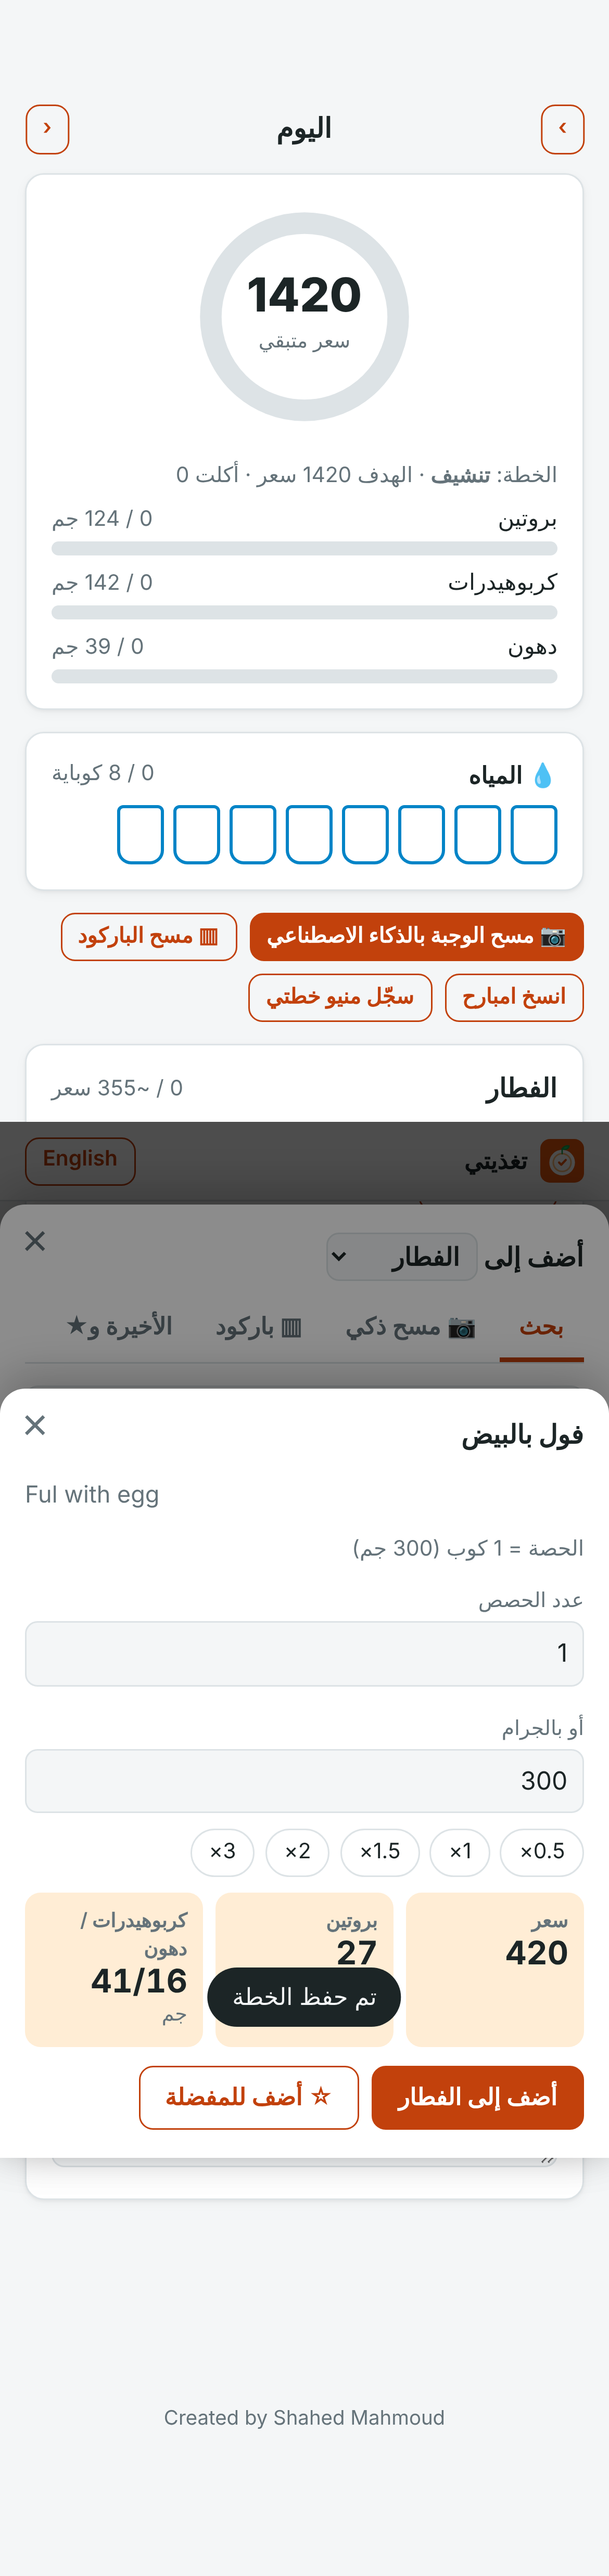 اليوم
1420
سعر متبقي
الخطة: تنشيف · الهدف 1420 سعر · أكلت 0
بروتين
0 / 124 جم
كربوهيدرات
0 / 142 جم
دهون
0 / 39 جم
💧 المياه
0 / 8 كوباية
📷 مسح الوجبة بالذكاء الاصطناعي
▥ مسح الباركود
انسخ امبارح
سجّل منيو خطتي
الفطار
0 / ~355 سعر
تغذيتي
English
أضف إلى الفطار
✕
بحث
📷 مسح ذكي
▥ باركود
الأخيرة و★
فول بالبيض
✕
Ful with egg
الحصة = 1 كوب (300 جم)
عدد الحصص
1
أو بالجرام
300
×0.5
×1
×1.5
×2
×3
سعر
420
بروتين
27
كربوهيدرات /
دهون
41/16
جم
تم حفظ الخطة
أضف إلى الفطار
☆ أضف للمفضلة
Created by Shahed Mahmoud